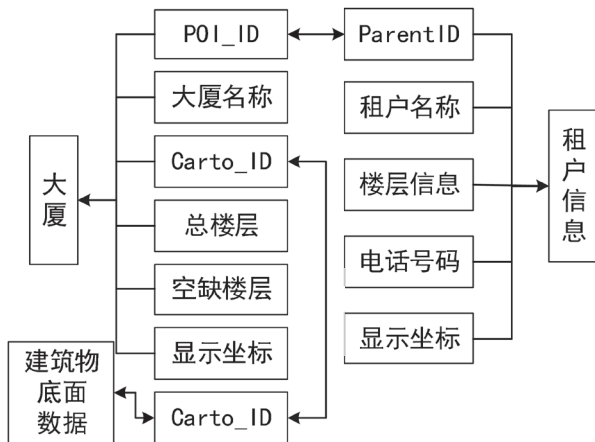 POI_ID
ParentID
大厦名称
租户名称
大厦
Carto_ID
楼层信息
租户信息
总楼层
电话号码
空缺楼层
显示坐标
显示坐标
建筑物
底面
数据
Carto_ID